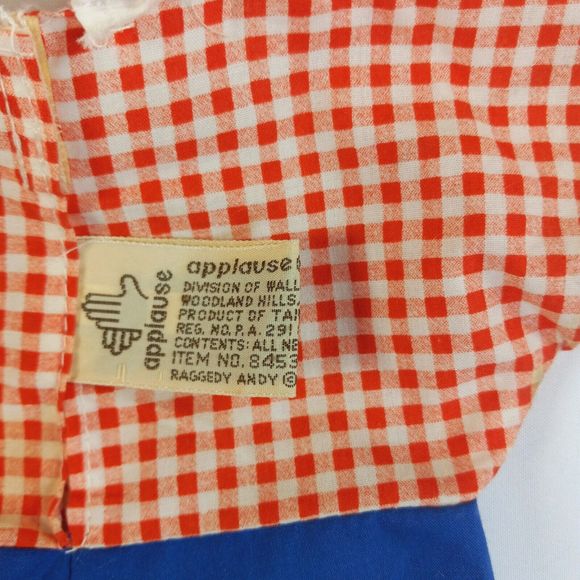 applause
applause
DIVISION OF WALL
WOODLAND HILLS,
PRODUCT OF TAI
REG. NO. P.A. 291
CONTENTS: ALL NE
ITEM NO. 8453
RAGGEDY ANDY ©